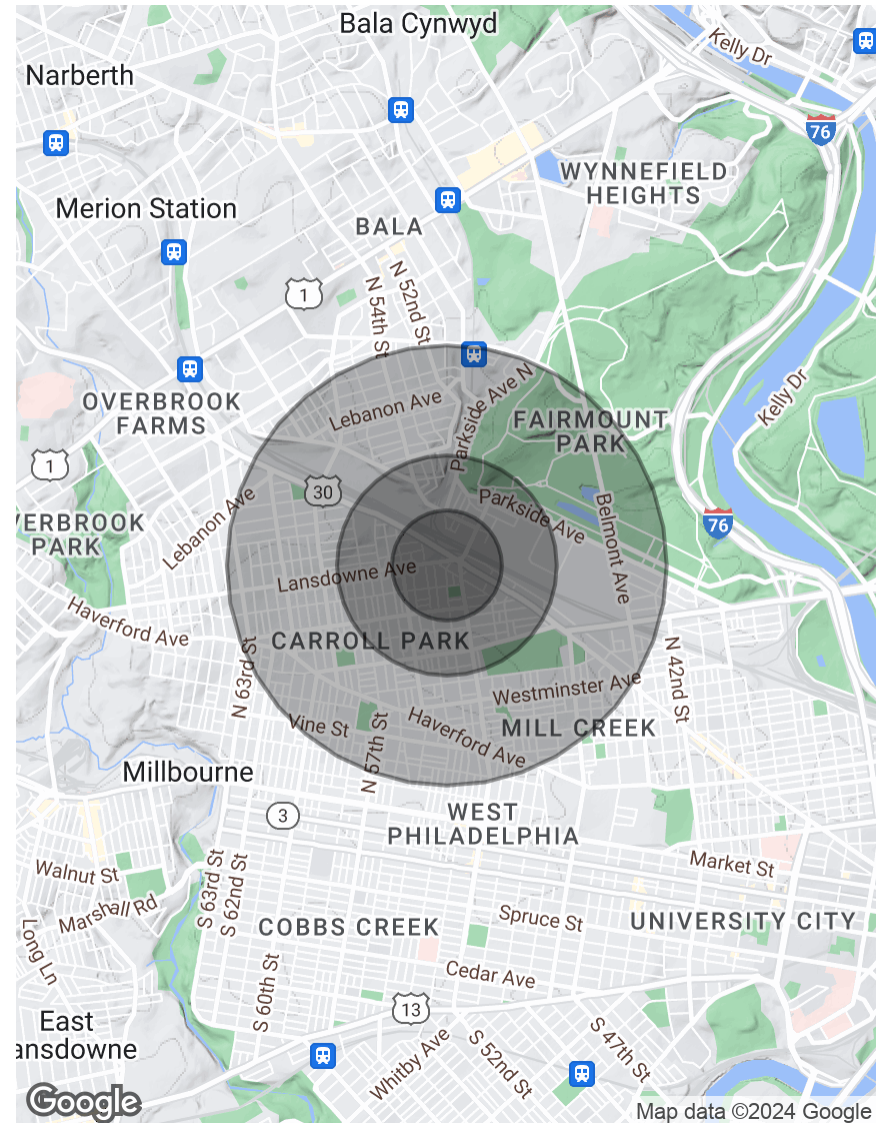 Bala Cynwyd
Kelly Dr
Narberth
76
WYNNEFIELD
HEIGHTS
Merion Station
BALA
N 52nd St
N 54th St
1
OVERBROOK
FARMS
Lebanon Ave
Parkside Ave N
FAIRMOUNT
PARK
Kelly Dr
1
30
Parkside Ave
Belmont Ave
76
VERBROOK
PARK
Lebanon Ave
Lansdowne Ave
Haverford Ave
CARROLL PARK
N 63rd St
N 42nd St
Westminster Ave
Vine St
N 57th St
Haverford Ave
MILL CREEK
Millbourne
3
WEST
PHILADELPHIA
Walnut St
Marshall Rd
S 63rd St
S 62nd St
Market St
Long Ln
COBBS CREEK
Spruce St
UNIVERSITY CITY
Cedar Ave
S 60th St
13
East
ansdowne
Whitby Ave
S 52nd St
S 47th St
Google
Map data ©2024 Google